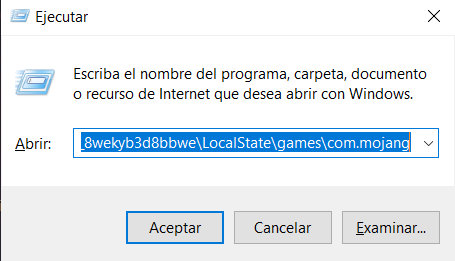 Ejecutar
Escriba el nombre del programa, carpeta, documento
o recurso de Internet que desea abrir con Windows.
Abrir: _8wekyb3d8bbwe\LocalState\games\com.mojang
Aceptar Cancelar Examinar...